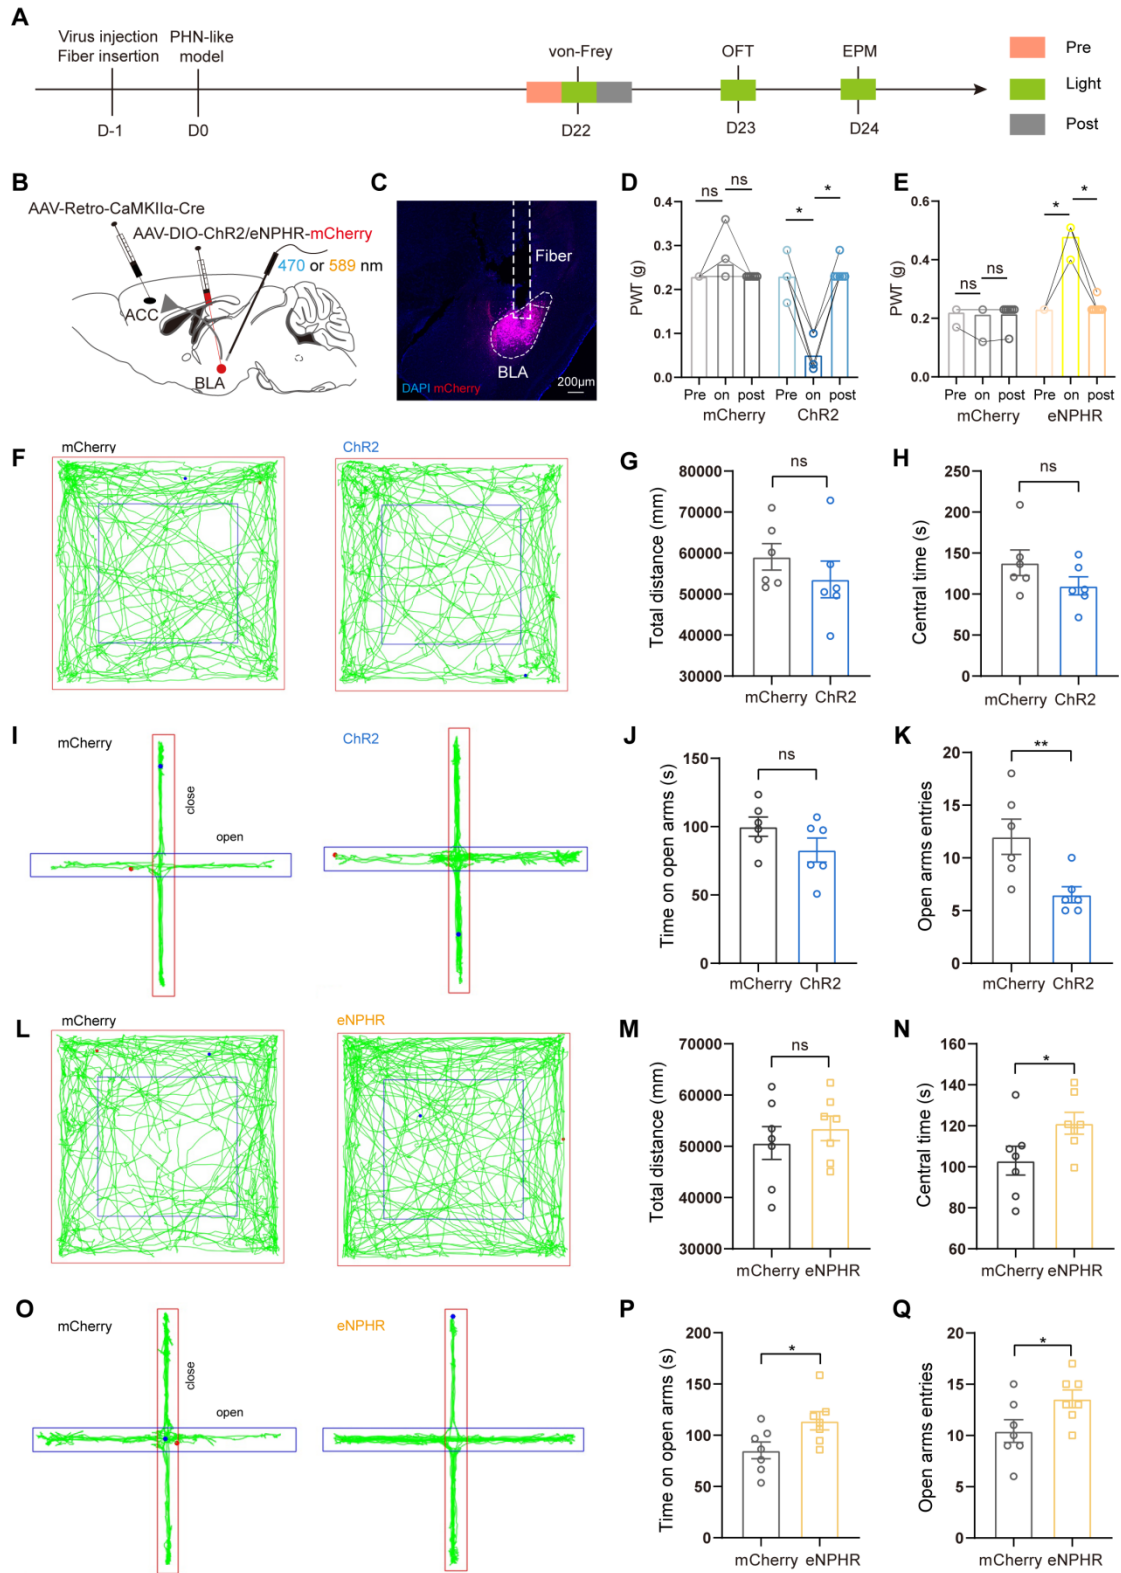 A
Virus injection
Fiber insertion
PHN-like
model
von-Frey
OFT
EPM
D-1
D0
D22
D23
D24
Pre
Light
Post
B
AAV-Retro-CaMKIIα-Cre
AAV-DIO-ChR2/eNPHR-mCherry
470 or 589 nm
ACC
BLA
C
Fiber
BLA
DAPI mCherry
200μm
D
PWT (g)
0.4
0.3
0.2
0.1
0.0
ns ns
* *
Pre on post Pre on post
mCherry ChR2
E
PWT (g)
0.6
0.4
0.2
0.0
ns ns
* *
Pre on post Pre on post
mCherry eNPHR
F
mCherry
ChR2
G
Total distance (mm)
80000
70000
60000
50000
40000
30000
ns
mCherry ChR2
H
Central time (s)
250
200
150
100
50
0
ns
mCherry ChR2
I
mCherry
close
open
ChR2
J
Time on open arms (s)
150
100
50
0
ns
mCherry ChR2
K
Open arms entries
20
15
10
5
0
**
mCherry ChR2
L
mCherry
eNPHR
M
Total distance (mm)
70000
60000
50000
40000
30000
ns
mCherry eNPHR
N
Central time (s)
160
140
120
100
80
60
*
mCherry eNPHR
O
mCherry
close
open
eNPHR
P
Time on open arms (s)
200
150
100
50
0
*
mCherry eNPHR
Q
Open arms entries
20
15
10
5
0
*
mCherry eNPHR